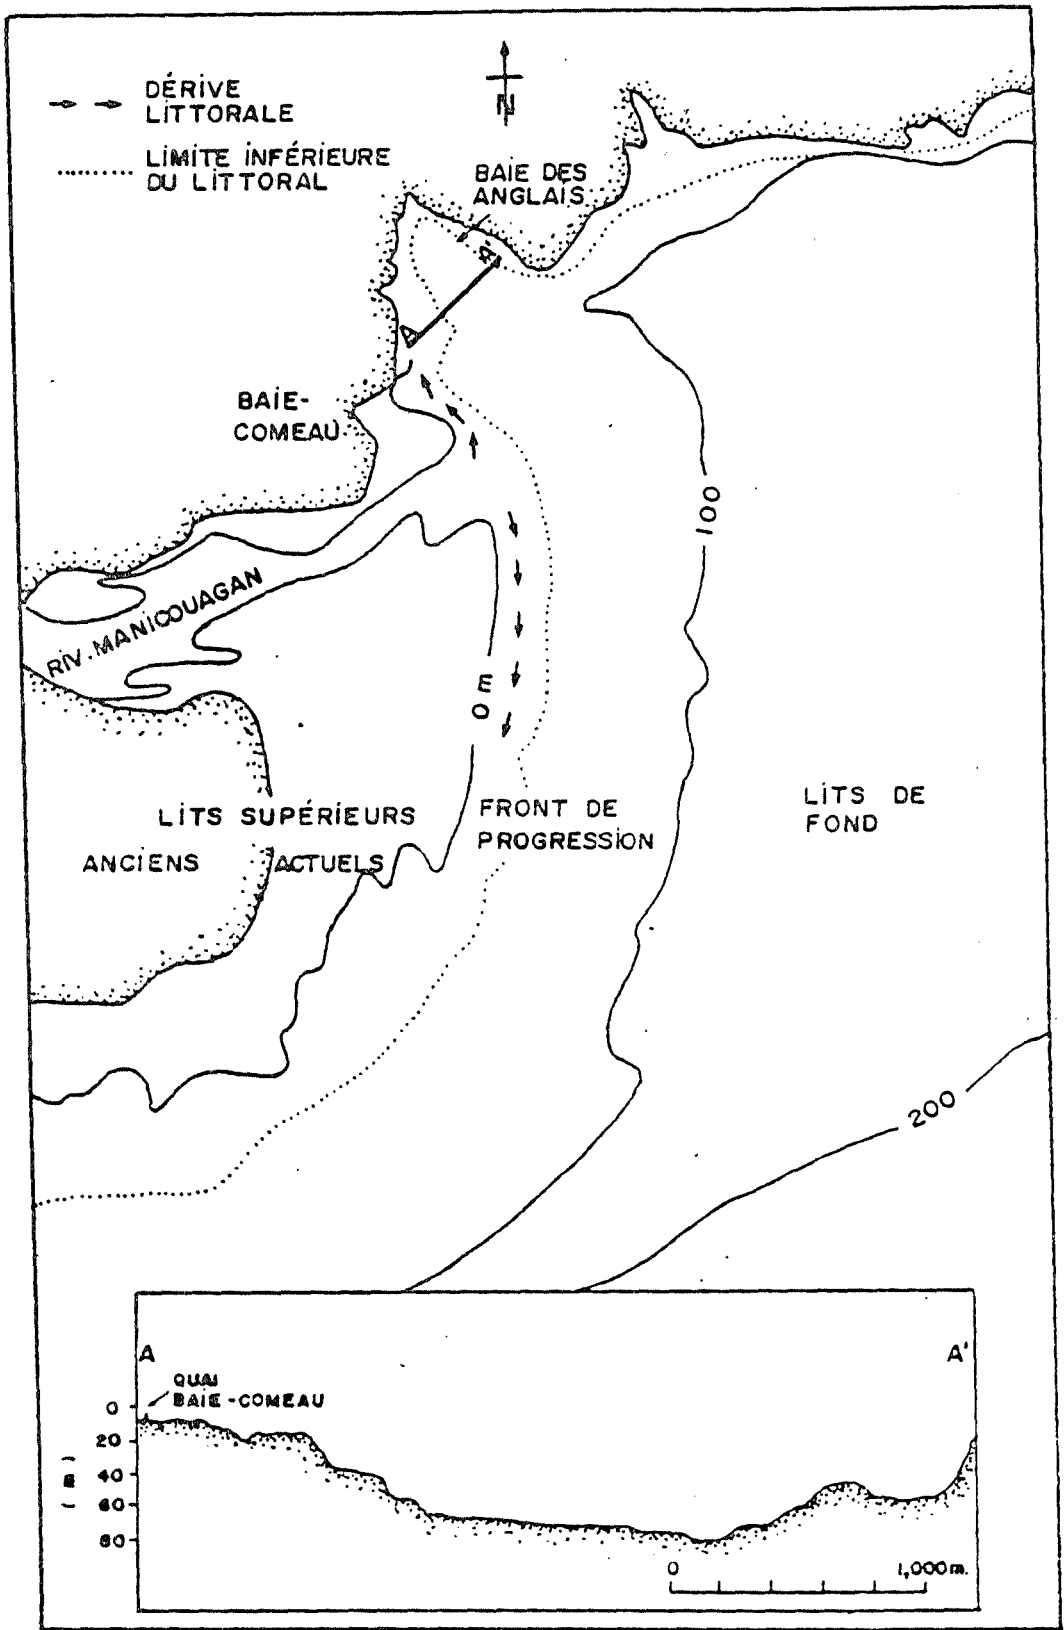 DÉRIVE
LITTORALE
N
LIMITE INFÉRIEURE
DU LITTORAL
BAIE DES
ANGLAIS
A'
A
BAIE-
COMEAU
100
RIV. MANICOUAGAN
0 m
LITS SUPÉRIEURS
ANCIENS ACTUELS
FRONT DE
PROGRESSION
LITS DE
FOND
200
A
A'
QUAI
BAIE-COMEAU
0
20
40
60
80
(m)
0 1,000 m.